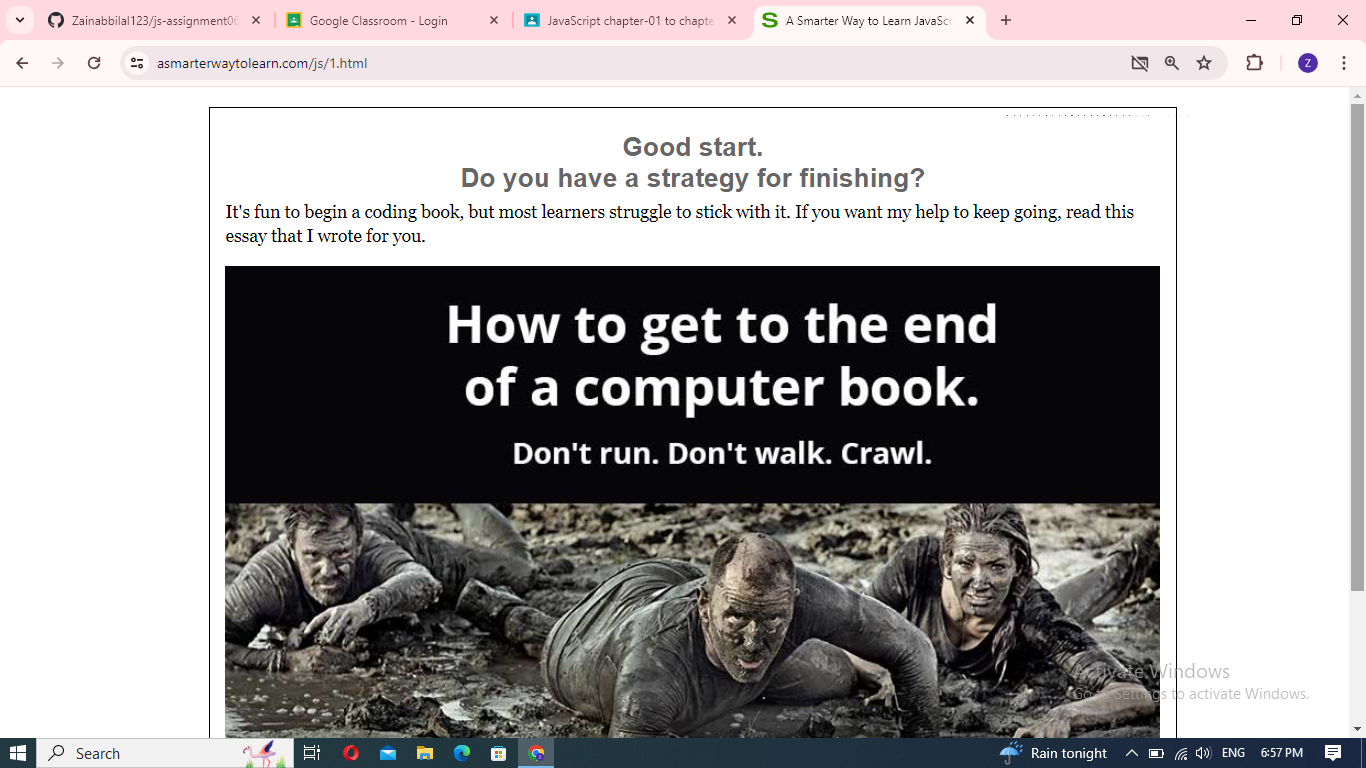 Zainabbilal123/js-assignment06
Google Classroom - Login
JavaScript chapter-01 to chapte
S A Smarter Way to Learn JavaSc
asmarterwaytolearn.com/js/1.html
Z
Good start.
Do you have a strategy for finishing?
It's fun to begin a coding book, but most learners struggle to stick with it. If you want my help to keep going, read this
essay that I wrote for you.
How to get to the end
of a computer book.
Don't run. Don't walk. Crawl.
Activate Windows
Go to Settings to activate Windows.
Search
Rain tonight
ENG
6:57 PM